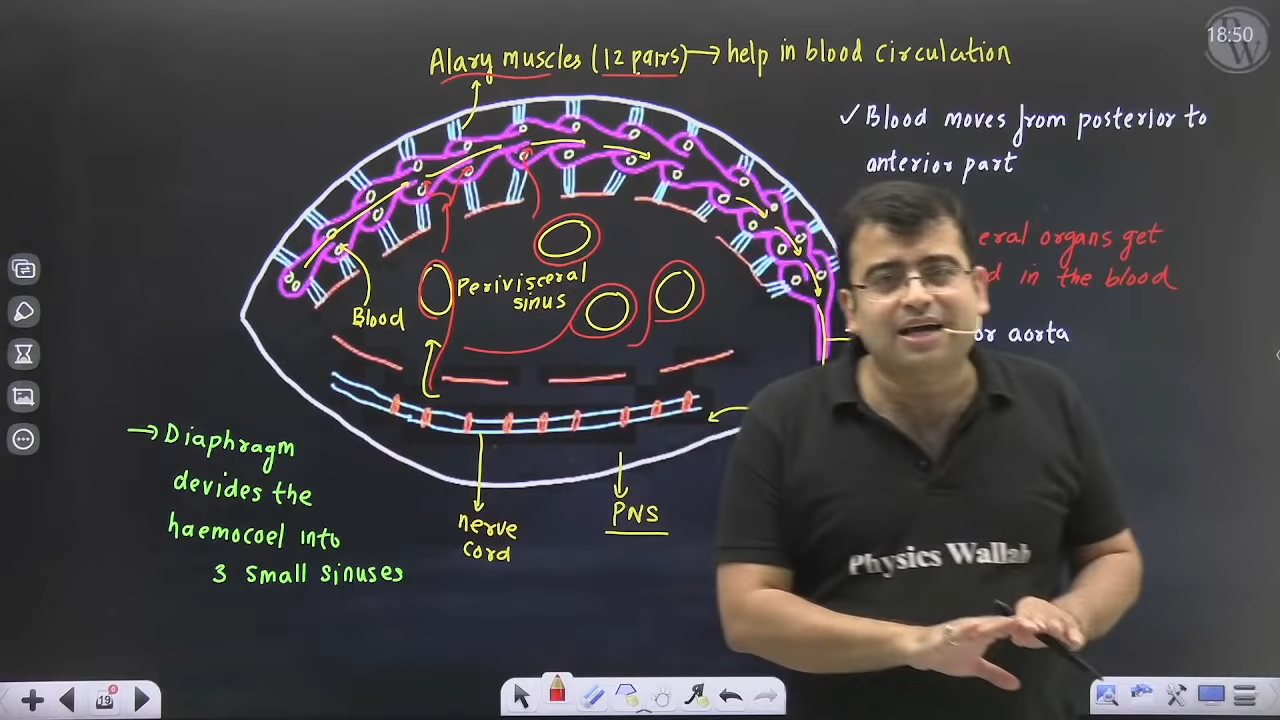 18:50
Alary muscles (12 pairs) → help in blood circulation
✓ Blood moves from posterior to
anterior part
organs get
in the blood
aorta
Perivisceral
sinus
Blood
→ Diaphragm
devides the
haemocoel into
3 small sinuses
nerve
cord
PNS
Physics Wallah
19